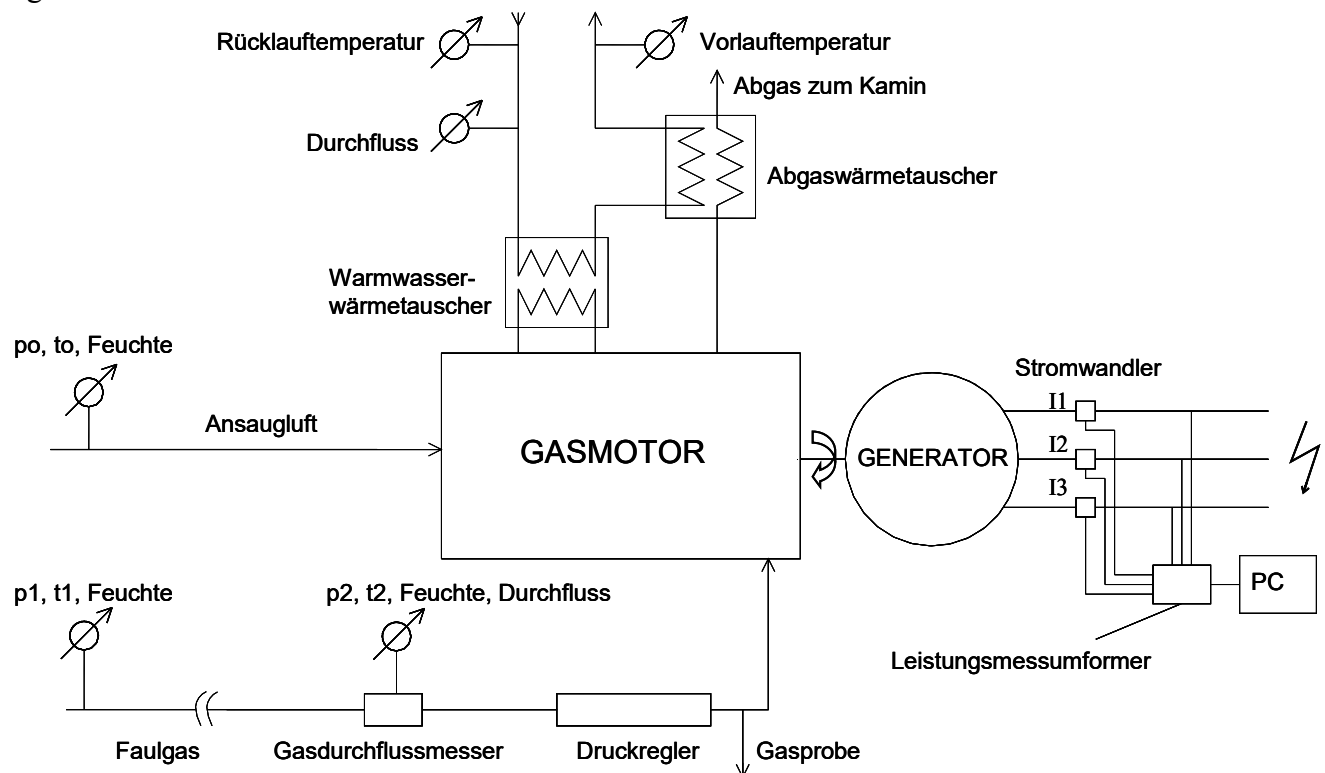 Rücklauftemperatur
Vorlauftemperatur
Abgas zum Kamin
Durchfluss
Abgaswärmetauscher
Warmwasser-
wärmetauscher
po, to, Feuchte
Stromwandler
I1
Ansaugluft
GASMOTOR
GENERATOR
I2
I3
p1, t1, Feuchte
p2, t2, Feuchte, Durchfluss
PC
Leistungsmessumformer
Faulgas
Gasdurchflussmesser
Druckregler
Gasprobe